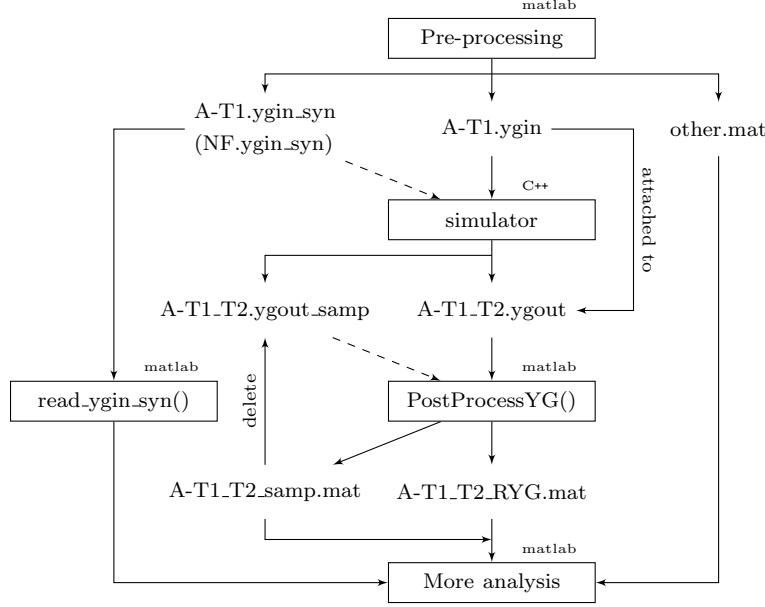 matlab
Pre-processing
A-T1.ygin_syn
(NF.ygin_syn)
A-T1.ygin
other.mat
attached to
C++
simulator
A-T1_T2.ygout_samp
A-T1_T2.ygout
matlab
read_ygin_syn()
delete
matlab
PostProcessYG()
A-T1_T2_samp.mat
A-T1_T2_RYG.mat
matlab
More analysis